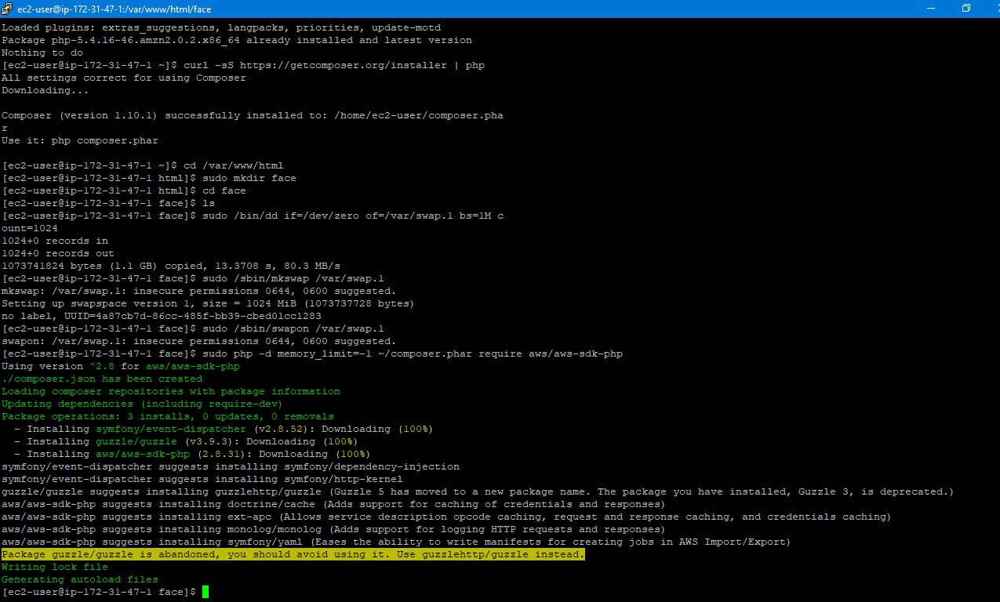 ec2-user@ip-172-31-47-1:/var/www/html/face
Loaded plugins: extras_suggestions, langpacks, priorities, update-motd
Package php-5.4.16-46.amzn2.0.2.x86_64 already installed and latest version
Nothing to do
[ec2-user@ip-172-31-47-1 ~]$ curl -sS https://getcomposer.org/installer | php
All settings correct for using Composer
Downloading...
Composer (version 1.10.1) successfully installed to: /home/ec2-user/composer.pha
r
Use it: php composer.phar
[ec2-user@ip-172-31-47-1 ~]$ cd /var/www/html
[ec2-user@ip-172-31-47-1 html]$ sudo mkdir face
[ec2-user@ip-172-31-47-1 html]$ cd face
[ec2-user@ip-172-31-47-1 face]$ ls
[ec2-user@ip-172-31-47-1 face]$ sudo /bin/dd if=/dev/zero of=/var/swap.1 bs=1M c
ount=1024
1024+0 records in
1024+0 records out
1073741824 bytes (1.1 GB) copied, 13.3708 s, 80.3 MB/s
[ec2-user@ip-172-31-47-1 face]$ sudo /sbin/mkswap /var/swap.1
mkswap: /var/swap.1: insecure permissions 0644, 0600 suggested.
Setting up swapspace version 1, size = 1024 MiB (1073737728 bytes)
no label, UUID=4a87cb7d-86cc-485f-bb39-cbed01cc1283
[ec2-user@ip-172-31-47-1 face]$ sudo /sbin/swapon /var/swap.1
swapon: /var/swap.1: insecure permissions 0644, 0600 suggested.
[ec2-user@ip-172-31-47-1 face]$ sudo php -d memory_limit=-1 ~/composer.phar require aws/aws-sdk-php
Using version ^2.8 for aws/aws-sdk-php
./composer.json has been created
Loading composer repositories with package information
Updating dependencies (including require-dev)
Package operations: 3 installs, 0 updates, 0 removals
  - Installing symfony/event-dispatcher (v2.8.52): Downloading (100%)
  - Installing guzzle/guzzle (v3.9.3): Downloading (100%)
  - Installing aws/aws-sdk-php (2.8.31): Downloading (100%)
symfony/event-dispatcher suggests installing symfony/dependency-injection
symfony/event-dispatcher suggests installing symfony/http-kernel
guzzle/guzzle suggests installing guzzlehttp/guzzle (Guzzle 5 has moved to a new package name. The package you have installed, Guzzle 3, is deprecated.)
aws/aws-sdk-php suggests installing doctrine/cache (Adds support for caching of credentials and responses)
aws/aws-sdk-php suggests installing ext-apc (Allows service description opcode caching, request and response caching, and credentials caching)
aws/aws-sdk-php suggests installing monolog/monolog (Adds support for logging HTTP requests and responses)
aws/aws-sdk-php suggests installing symfony/yaml (Eases the ability to write manifests for creating jobs in AWS Import/Export)
Package guzzle/guzzle is abandoned, you should avoid using it. Use guzzlehttp/guzzle instead.
Writing lock file
Generating autoload files
[ec2-user@ip-172-31-47-1 face]$